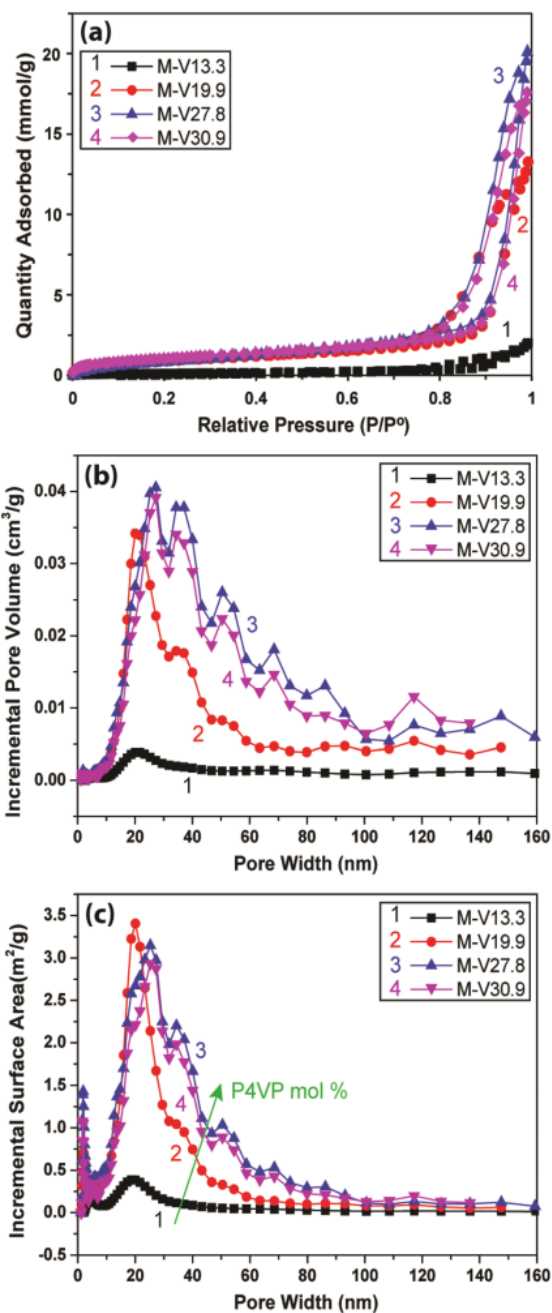 (a)
1 M-V13.3
2 M-V19.9
3 M-V27.8
4 M-V30.9
3
2
4
1
Quantity Adsorbed (mmol/g)
20
15
10
5
0
0 0.2 0.4 0.6 0.8 1
Relative Pressure (P/Pº)
(b)
1 M-V13.3
2 M-V19.9
3 M-V27.8
4 M-V30.9
3
4
2
1
Incremental Pore Volume (cm³/g)
0.04
0.03
0.02
0.01
0.00
0 20 40 60 80 100 120 140 160
Pore Width (nm)
(c)
1 M-V13.3
2 M-V19.9
3 M-V27.8
4 M-V30.9
3
P4VP mol %
4
2
1
Incremental Surface Area(m²/g)
3.5
3.0
2.5
2.0
1.5
1.0
0.5
0.0
-0.5
0 20 40 60 80 100 120 140 160
Pore Width (nm)